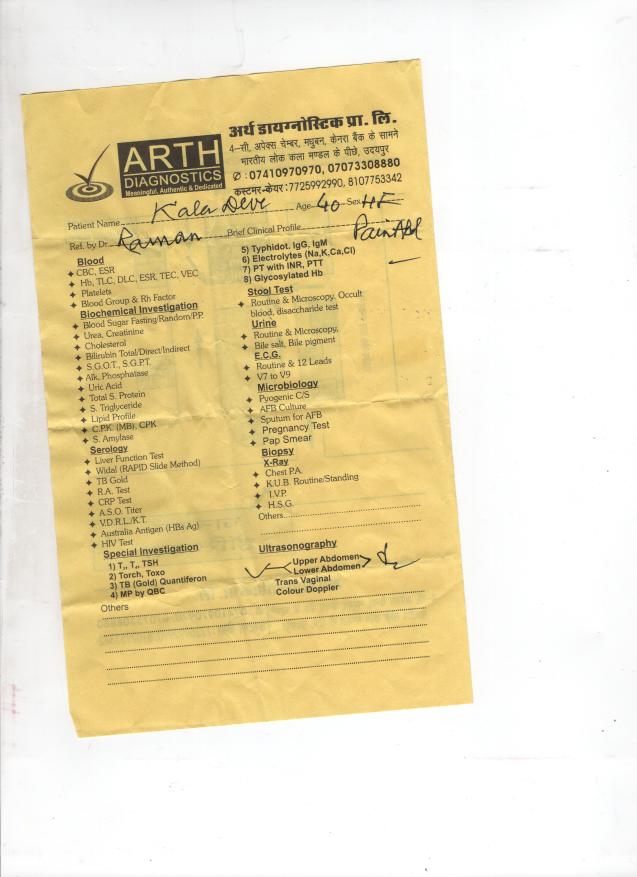 ARTH
DIAGNOSTICS
Meaningful, Authentic & Dedicated
अर्थ डायग्नोस्टिक प्रा. लि.
4-सी, अपेक्स चेम्बर, मधुबन, केनरा बैंक के सामने
भारतीय लोक कला मण्डल के पीछे, उदयपुर
✆ : 07410970970, 07073308880
कस्टमर-केयर : 7725992990, 8107753342
Patient Name Kala Devi Age 40 Sex F
Ref. by Dr. Raman Brief Clinical Profile Pain Abd
Blood
CBC, ESR
Hb, TLC, DLC, ESR, TEC, VEC
Platelets
Blood Group & Rh Factor
Biochemical Investigation
Blood Sugar Fasting/Random/P.P.
Urea, Creatinine
Cholesterol
Bilirubin Total/Direct/Indirect
S.G.O.T., S.G.P.T.
Alk. Phosphatase
Uric Acid
Total S. Protein
S. Triglyceride
Lipid Profile
C.P.K. (MB), CPK
S. Amylase
Serology
Liver Function Test
Widal (RAPID Slide Method)
TB Gold
R.A. Test
CRP Test
A.S.O. Titer
V.D.R.L./K.T.
Australia Antigen (HBs Ag)
HIV Test
Special Investigation
1) T₃, T₄, TSH
2) Torch, Toxo
3) TB (Gold) Quantiferon
4) MP by QBC
5) Typhidot. IgG, IgM
6) Electrolytes (Na,K,Ca,Cl)
7) PT with INR, PTT
8) Glycosylated Hb
Stool Test
Routine & Microscopy, Occult
blood, disaccharide test
Urine
Routine & Microscopy,
Bile salt, Bile pigment
E.C.G.
Routine & 12 Leads
V7 to V9
Microbiology
Pyogenic C/S
AFB Culture
Sputum for AFB
Pregnancy Test
Pap Smear
Biopsy
X-Ray
Chest P.A.
K.U.B. Routine/Standing
I.V.P.
H.S.G.
Others
Ultrasonography
Upper Abdomen
Lower Abdomen
Trans Vaginal
Colour Doppler
Others